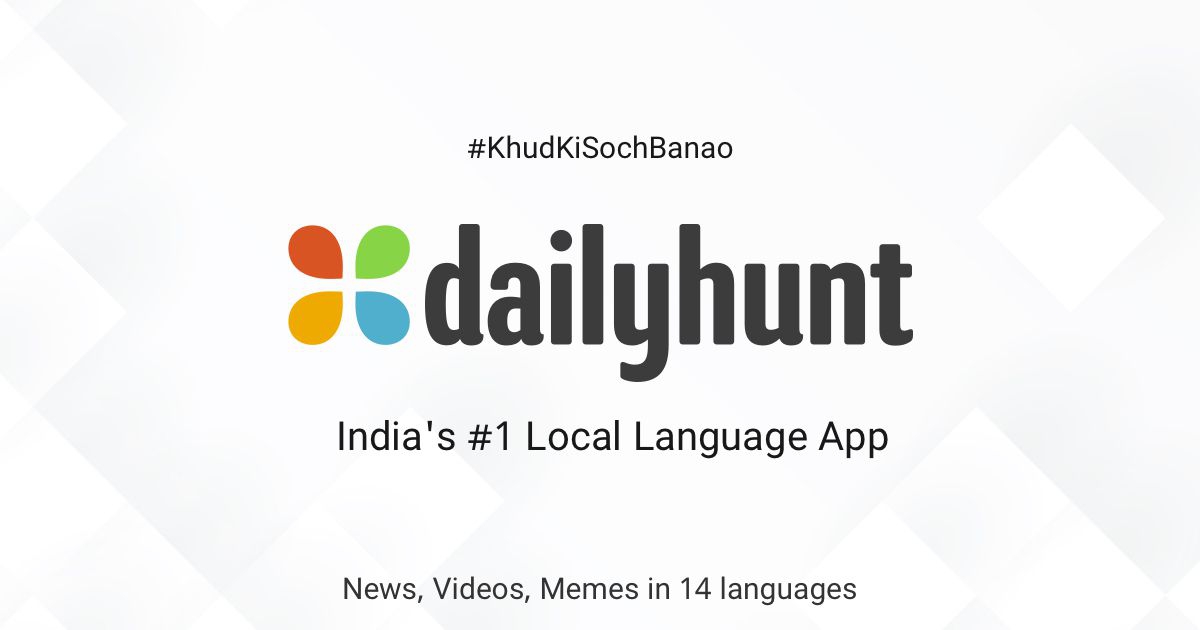 #KhudKiSochBanao
dailyhunt
India's #1 Local Language App
News, Videos, Memes in 14 languages